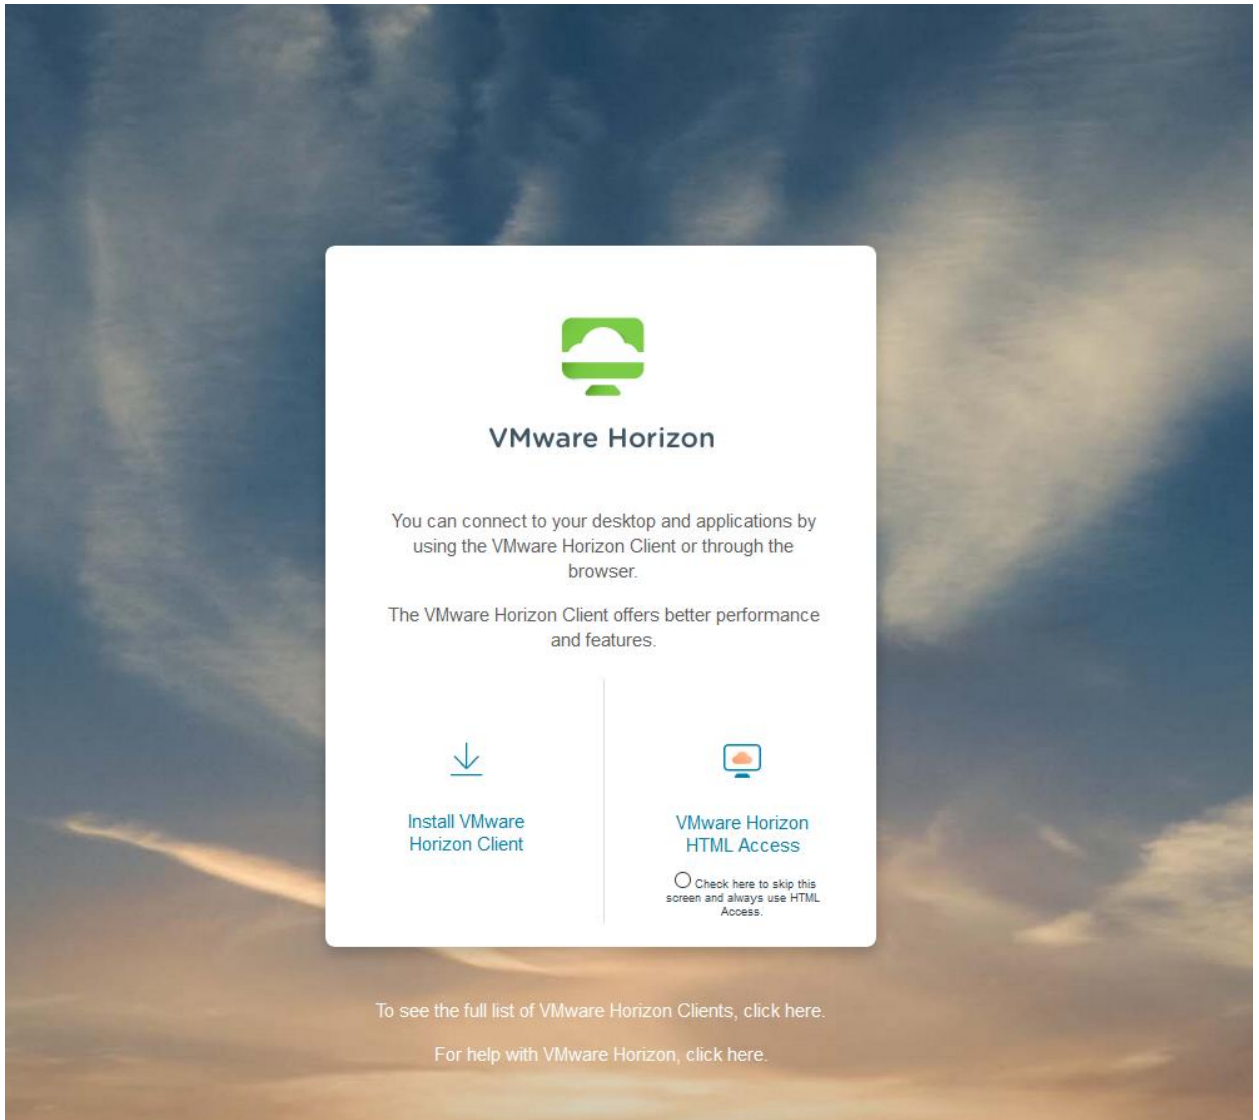 VMware Horizon
You can connect to your desktop and applications by
using the VMware Horizon Client or through the
browser.
The VMware Horizon Client offers better performance
and features.
Install VMware
Horizon Client
VMware Horizon
HTML Access
Check here to skip this
screen and always use HTML
Access.
To see the full list of VMware Horizon Clients, click here.
For help with VMware Horizon, click here.